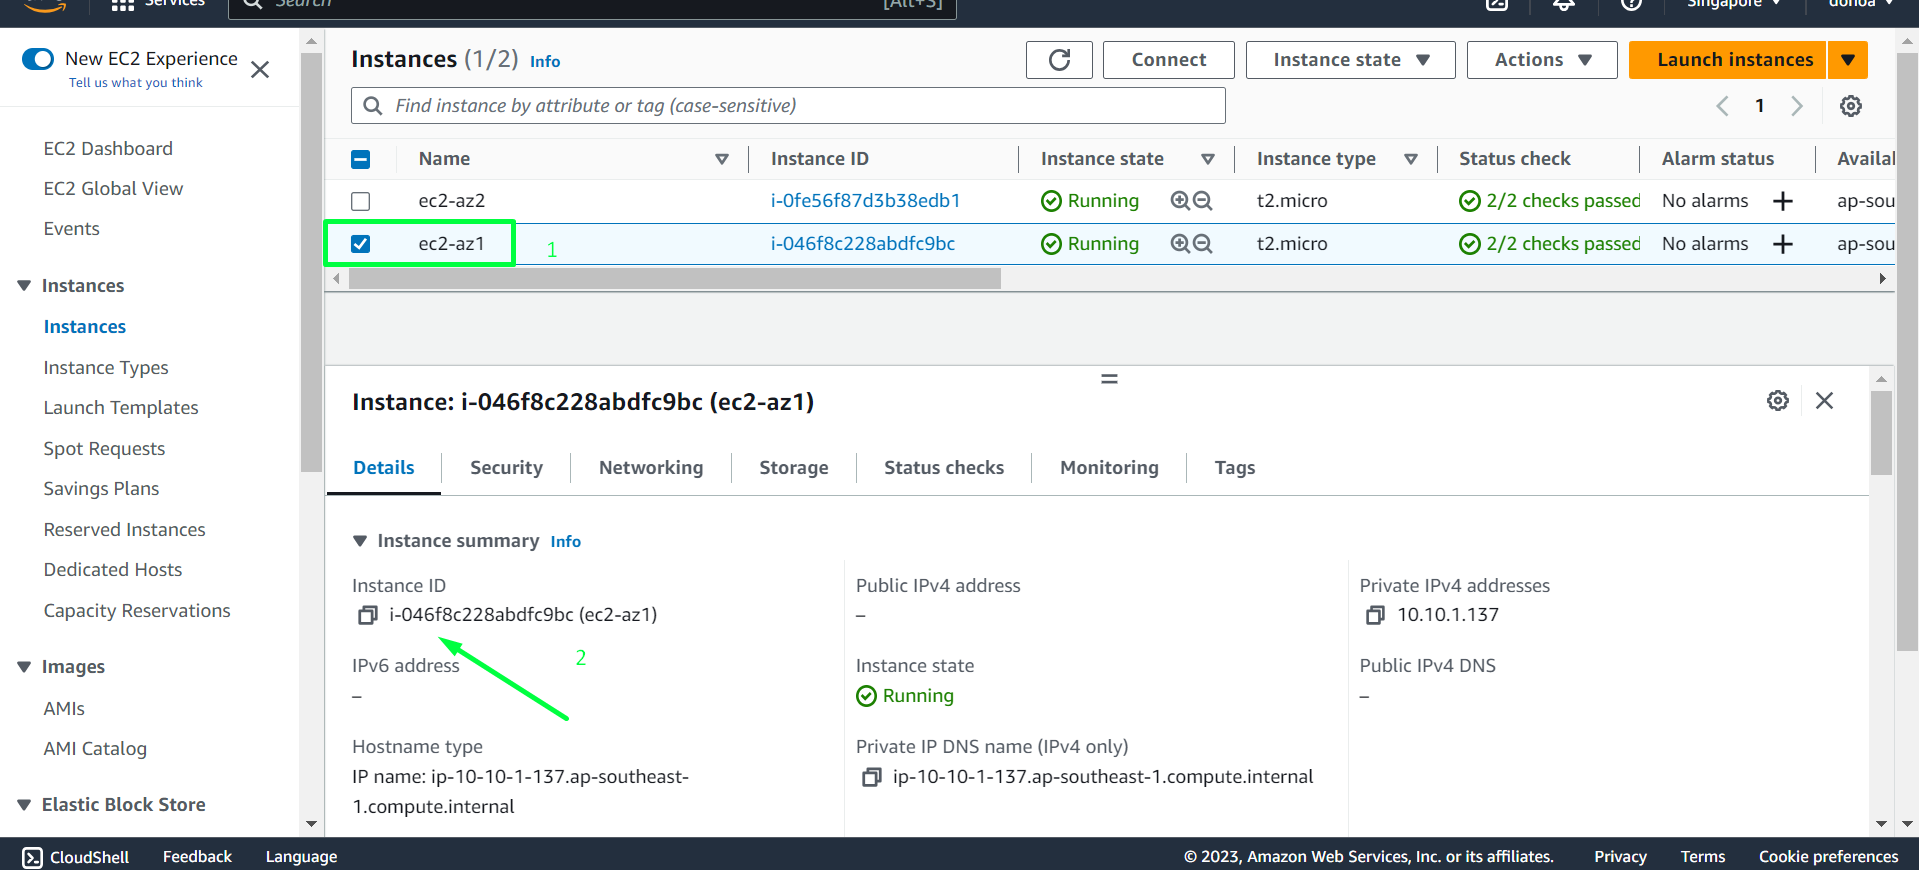 Services
Search
[Alt+S]
Singapore
New EC2 Experience
Tell us what you think
EC2 Dashboard
EC2 Global View
Events
Instances
Instances
Instance Types
Launch Templates
Spot Requests
Savings Plans
Reserved Instances
Dedicated Hosts
Capacity Reservations
Images
AMIs
AMI Catalog
Elastic Block Store
Instances (1/2) Info
Connect
Instance state
Actions
Launch instances
Find instance by attribute or tag (case-sensitive)
1
Name Instance ID Instance state Instance type Status check Alarm status Availal
ec2-az2 i-0fe56f87d3b38edb1 Running t2.micro 2/2 checks passed No alarms ap-sou
ec2-az1 1 i-046f8c228abdfc9bc Running t2.micro 2/2 checks passed No alarms ap-sou
Instance: i-046f8c228abdfc9bc (ec2-az1)
Details Security Networking Storage Status checks Monitoring Tags
Instance summary Info
Instance ID
i-046f8c228abdfc9bc (ec2-az1)
2
Public IPv4 address
–
Private IPv4 addresses
10.10.1.137
IPv6 address
–
Instance state
Running
Public IPv4 DNS
–
Hostname type
IP name: ip-10-10-1-137.ap-southeast-
1.compute.internal
Private IP DNS name (IPv4 only)
ip-10-10-1-137.ap-southeast-1.compute.internal
CloudShell Feedback Language © 2023, Amazon Web Services, Inc. or its affiliates. Privacy Terms Cookie preferences